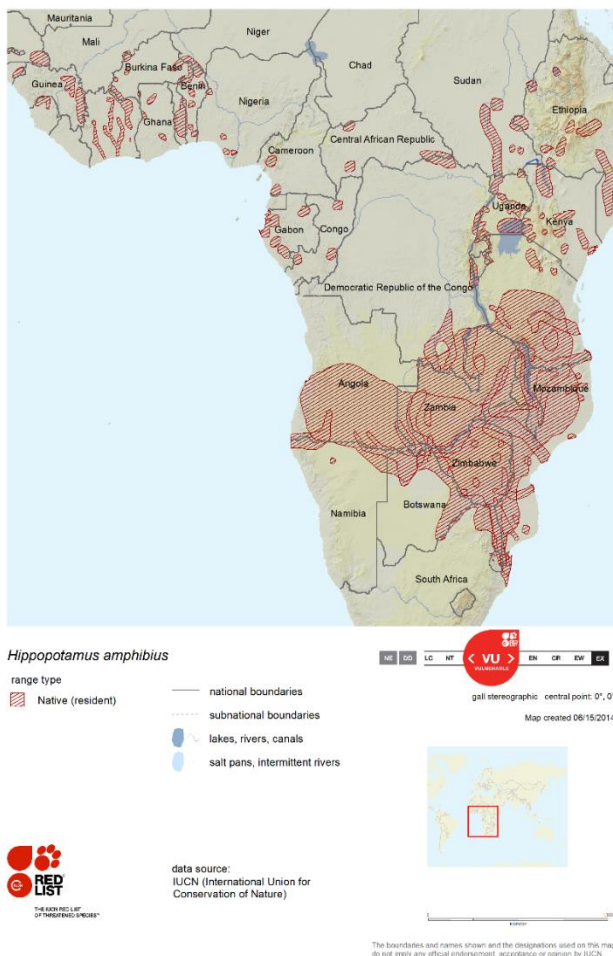 Mauritania
Mali
Niger
Chad
Sudan
Burkina Faso
Guinea
Benin
Nigeria
Ethiopia
Ghana
Cameroon
Central African Republic
Uganda
Kenya
Gabon
Congo
Democratic Republic of the Congo
Angola
Zambia
Mozambique
Zimbabwe
Namibia
Botswana
South Africa
Hippopotamus amphibius
range type
Native (resident)
national boundaries
subnational boundaries
lakes, rivers, canals
salt pans, intermittent rivers
NE DD LC NT < VU > EN CR EW EX
VULNERABLE
gall stereographic central point: 0°, 0°
Map created 06/15/2014
RED
LIST
THE IUCN RED LIST
OF THREATENED SPECIES™
data source:
IUCN (International Union for
Conservation of Nature)
The boundaries and names shown and the designations used on this map
do not imply any official endorsement, acceptance or opinion by IUCN.